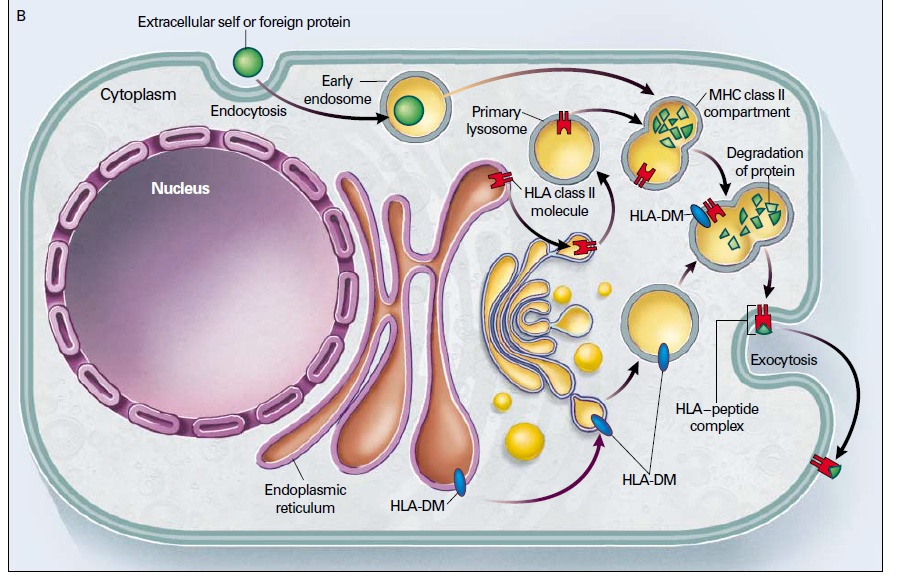 B
Extracellular self or foreign protein
Cytoplasm
Endocytosis
Early
endosome
Primary
lysosome
MHC class II
compartment
Degradation
of protein
Nucleus
HLA class II
molecule
HLA-DM
Exocytosis
HLA–peptide
complex
HLA-DM
Endoplasmic
reticulum
HLA-DM